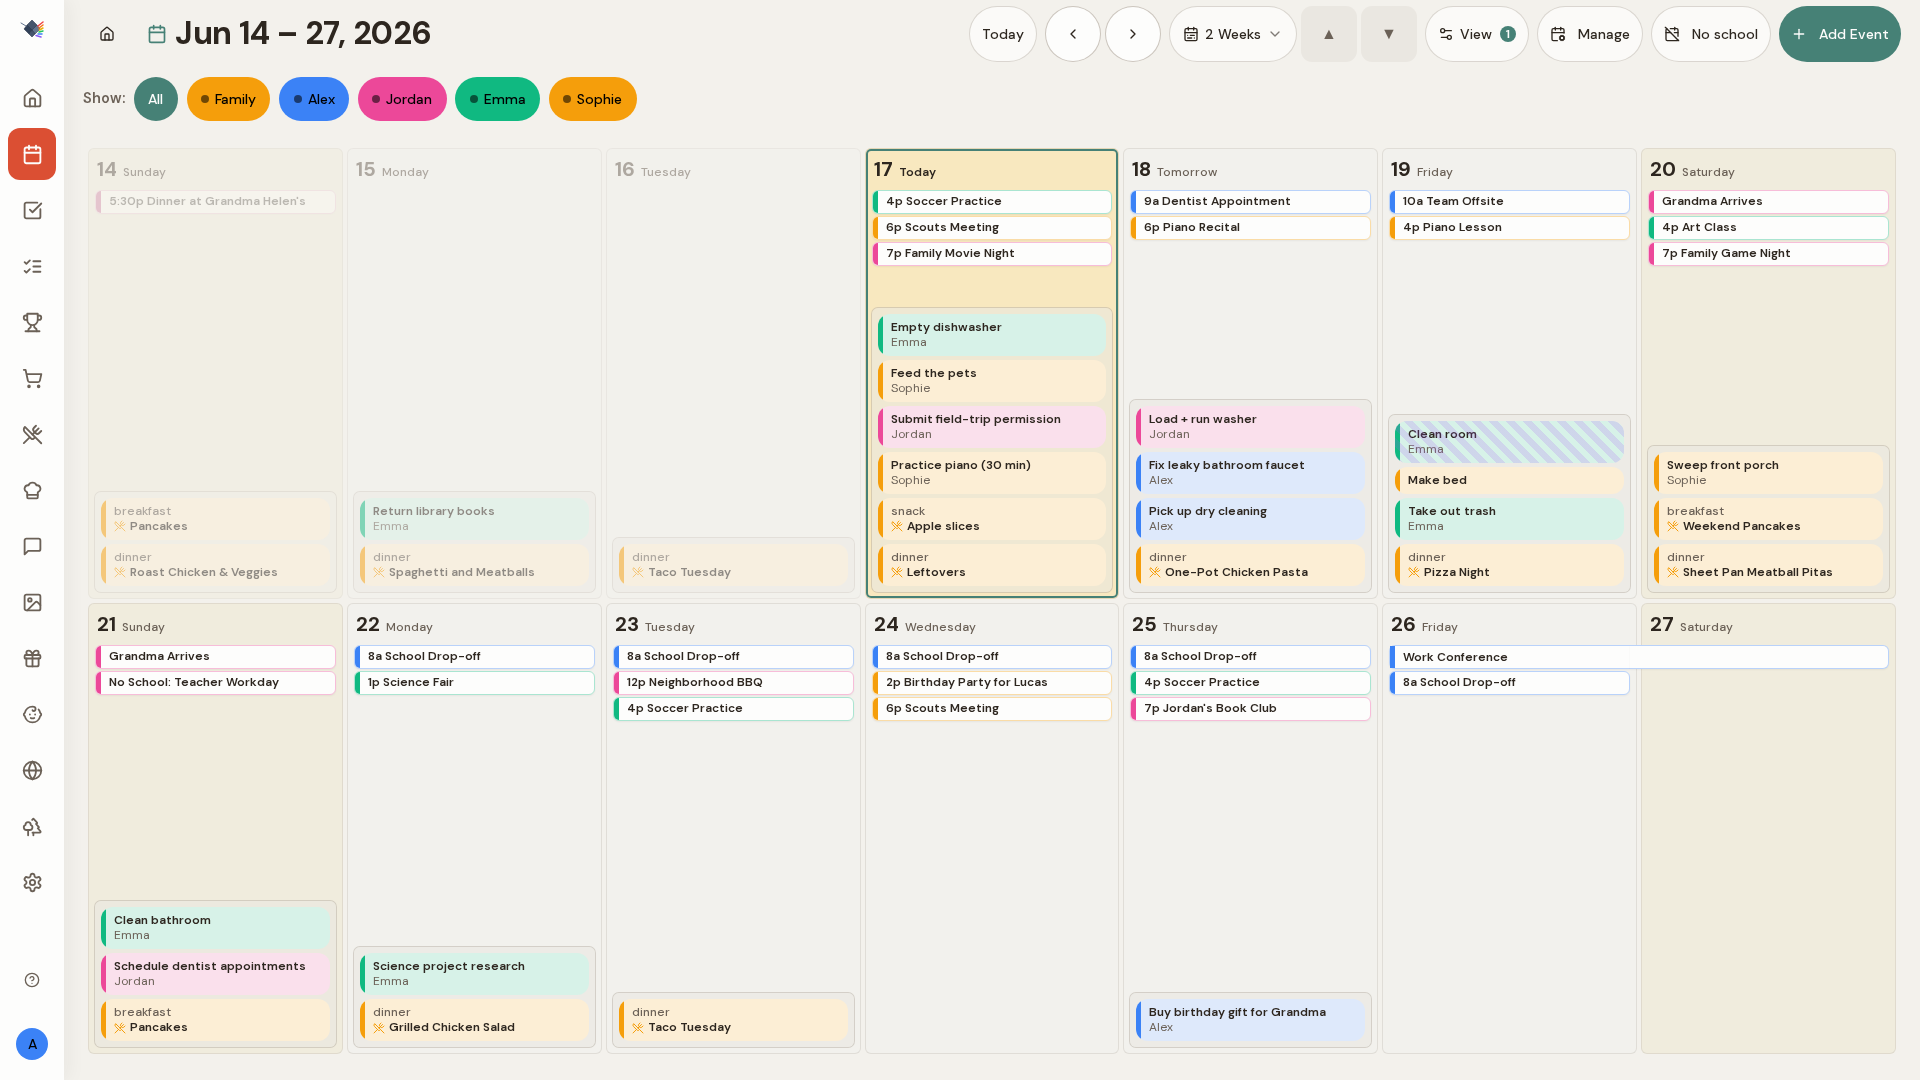 Jun 14 – 27, 2026
Today
2 Weeks
▲
▼
View 1
Manage
No school
Add Event
Show:
All
Family
Alex
Jordan
Emma
Sophie
14 Sunday
5:30p Dinner at Grandma Helen's
breakfast
Pancakes
dinner
Roast Chicken & Veggies
15 Monday
Return library books
Emma
dinner
Spaghetti and Meatballs
16 Tuesday
dinner
Taco Tuesday
17 Today
4p Soccer Practice
6p Scouts Meeting
7p Family Movie Night
Empty dishwasher
Emma
Feed the pets
Sophie
Submit field-trip permission
Jordan
Practice piano (30 min)
Sophie
snack
Apple slices
dinner
Leftovers
18 Tomorrow
9a Dentist Appointment
6p Piano Recital
Load + run washer
Jordan
Fix leaky bathroom faucet
Alex
Pick up dry cleaning
Alex
dinner
One-Pot Chicken Pasta
19 Friday
10a Team Offsite
4p Piano Lesson
Clean room
Emma
Make bed
Take out trash
Emma
dinner
Pizza Night
20 Saturday
Grandma Arrives
4p Art Class
7p Family Game Night
Sweep front porch
Sophie
breakfast
Weekend Pancakes
dinner
Sheet Pan Meatball Pitas
21 Sunday
Grandma Arrives
No School: Teacher Workday
Clean bathroom
Emma
Schedule dentist appointments
Jordan
breakfast
Pancakes
22 Monday
8a School Drop-off
1p Science Fair
Science project research
Emma
dinner
Grilled Chicken Salad
23 Tuesday
8a School Drop-off
12p Neighborhood BBQ
4p Soccer Practice
dinner
Taco Tuesday
24 Wednesday
8a School Drop-off
2p Birthday Party for Lucas
6p Scouts Meeting
25 Thursday
8a School Drop-off
4p Soccer Practice
7p Jordan's Book Club
Buy birthday gift for Grandma
Alex
26 Friday
Work Conference
8a School Drop-off
27 Saturday
A